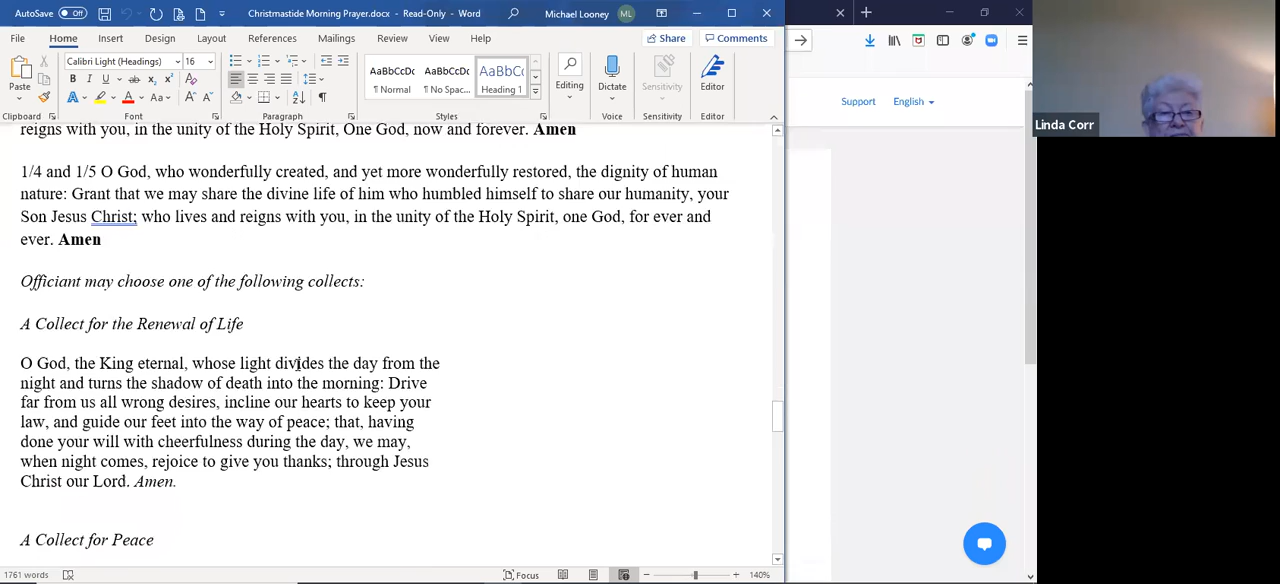 AutoSave Off Christmastide Morning Prayer.docx - Read-Only - Word Michael Looney ML
File Home Insert Design Layout References Mailings Review View Help Share Comments
Calibri Light (Headings) 16
AaBbCcDc AaBbCcDc AaBbCc
Paste Normal No Spac... Heading 1 Editing Dictate Sensitivity Editor
Clipboard Font Paragraph Styles Voice Sensitivity Editor
Support English
Linda Corr
reigns with you, in the unity of the Holy Spirit, One God, now and forever. Amen
1/4 and 1/5 O God, who wonderfully created, and yet more wonderfully restored, the dignity of human
nature: Grant that we may share the divine life of him who humbled himself to share our humanity, your
Son Jesus Christ; who lives and reigns with you, in the unity of the Holy Spirit, one God, for ever and
ever. Amen
Officiant may choose one of the following collects:
A Collect for the Renewal of Life
O God, the King eternal, whose light divides the day from the
night and turns the shadow of death into the morning: Drive
far from us all wrong desires, incline our hearts to keep your
law, and guide our feet into the way of peace; that, having
done your will with cheerfulness during the day, we may,
when night comes, rejoice to give you thanks; through Jesus
Christ our Lord. Amen.
A Collect for Peace
1761 words Focus 140%